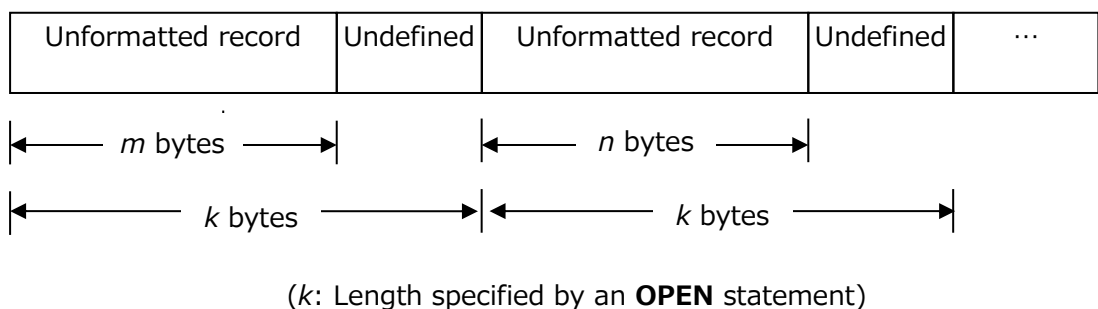 Unformatted record Undefined Unformatted record Undefined ...
m bytes n bytes
k bytes k bytes
(k: Length specified by an OPEN statement)